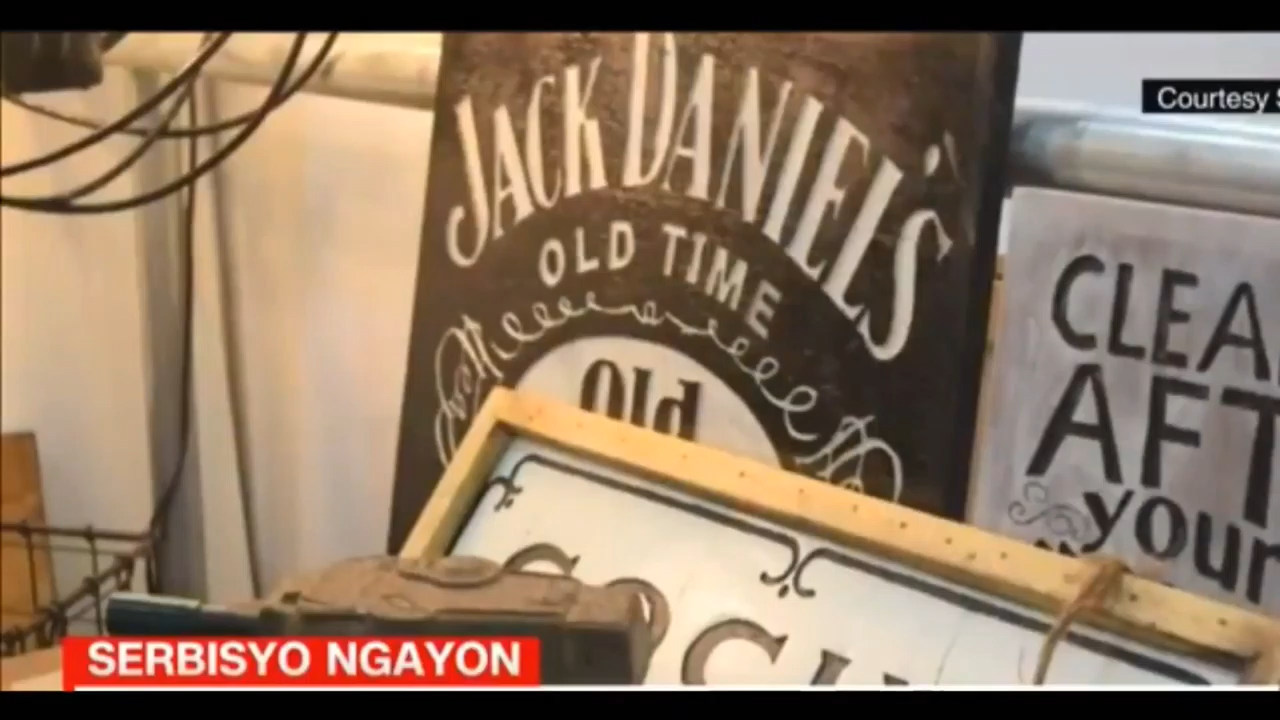 Courtesy
JACK DANIEL'S
OLD TIME
Old
CLEA
AFT
your
SERBISYO NGAYON